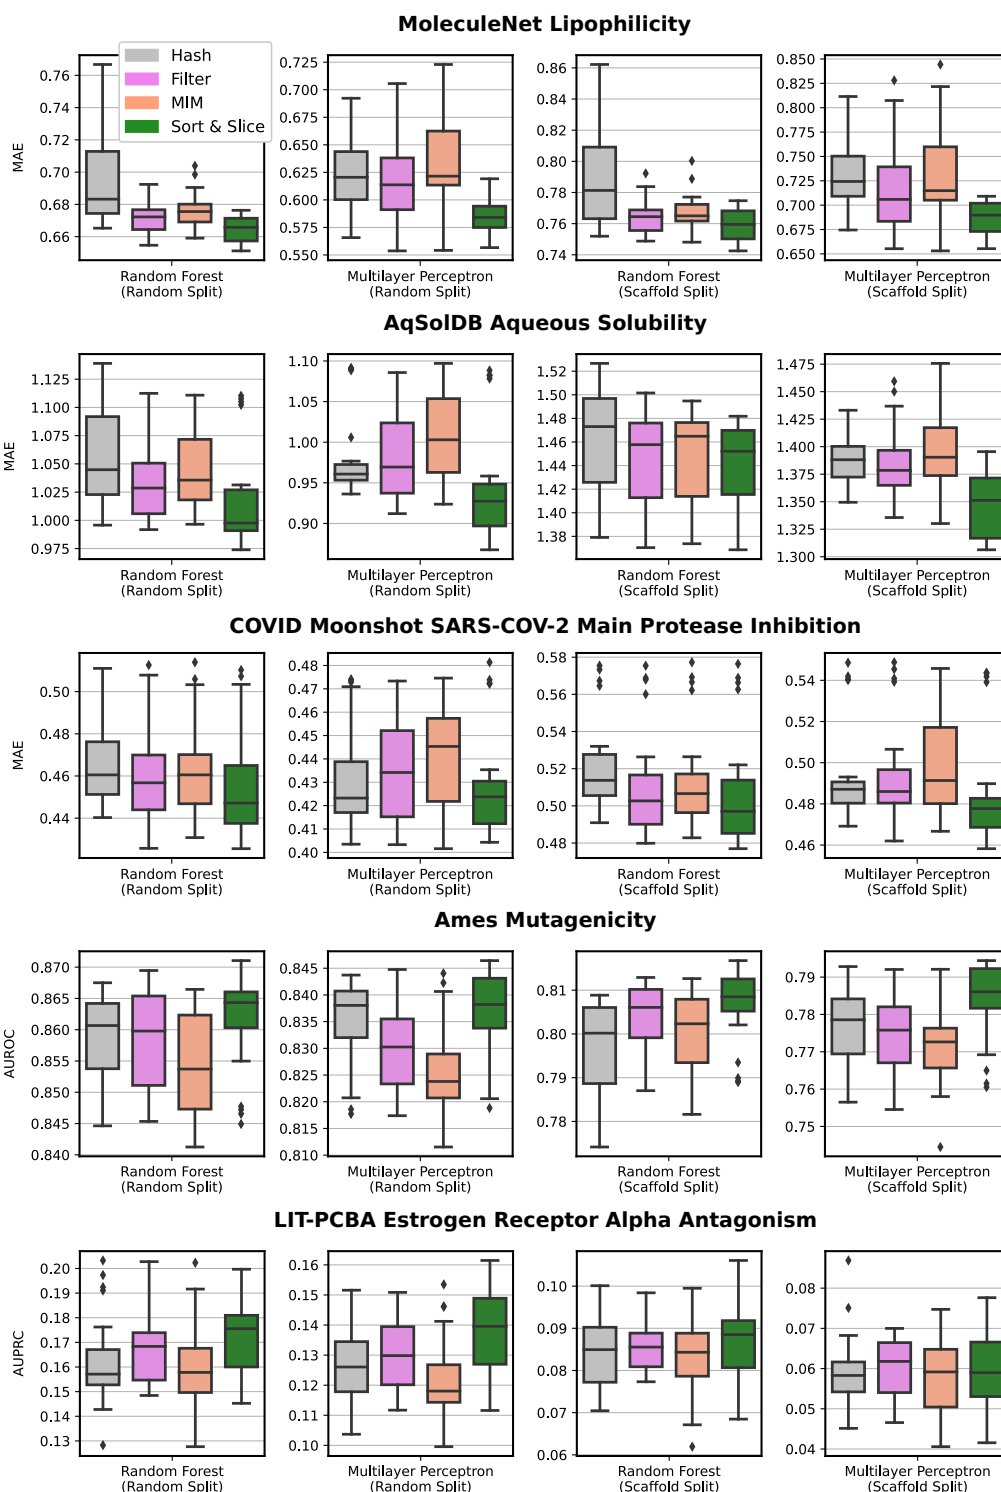 MoleculeNet Lipophilicity
Hash
Filter
MIM
Sort & Slice
MAE
0.76
0.74
0.72
0.70
0.68
0.66
Random Forest
(Random Split)
0.725
0.700
0.675
0.650
0.625
0.600
0.575
0.550
Multilayer Perceptron
(Random Split)
0.86
0.84
0.82
0.80
0.78
0.76
0.74
Random Forest
(Scaffold Split)
0.850
0.825
0.800
0.775
0.750
0.725
0.700
0.675
0.650
Multilayer Perceptron
(Scaffold Split)
AqSolDB Aqueous Solubility
MAE
1.125
1.100
1.075
1.050
1.025
1.000
0.975
Random Forest
(Random Split)
1.10
1.05
1.00
0.95
0.90
Multilayer Perceptron
(Random Split)
1.52
1.50
1.48
1.46
1.44
1.42
1.40
1.38
Random Forest
(Scaffold Split)
1.475
1.450
1.425
1.400
1.375
1.350
1.325
1.300
Multilayer Perceptron
(Scaffold Split)
COVID Moonshot SARS-COV-2 Main Protease Inhibition
MAE
0.50
0.48
0.46
0.44
Random Forest
(Random Split)
0.48
0.47
0.46
0.45
0.44
0.43
0.42
0.41
0.40
Multilayer Perceptron
(Random Split)
0.58
0.56
0.54
0.52
0.50
0.48
Random Forest
(Scaffold Split)
0.54
0.52
0.50
0.48
0.46
Multilayer Perceptron
(Scaffold Split)
Ames Mutagenicity
AUROC
0.870
0.865
0.860
0.855
0.850
0.845
0.840
Random Forest
(Random Split)
0.845
0.840
0.835
0.830
0.825
0.820
0.815
0.810
Multilayer Perceptron
(Random Split)
0.81
0.80
0.79
0.78
Random Forest
(Scaffold Split)
0.79
0.78
0.77
0.76
0.75
Multilayer Perceptron
(Scaffold Split)
LIT-PCBA Estrogen Receptor Alpha Antagonism
AUPRC
0.20
0.19
0.18
0.17
0.16
0.15
0.14
0.13
Random Forest
(Random Split)
0.16
0.15
0.14
0.13
0.12
0.11
0.10
Multilayer Perceptron
(Random Split)
0.10
0.09
0.08
0.07
0.06
Random Forest
(Scaffold Split)
0.08
0.07
0.06
0.05
0.04
Multilayer Perceptron
(Scaffold Split)